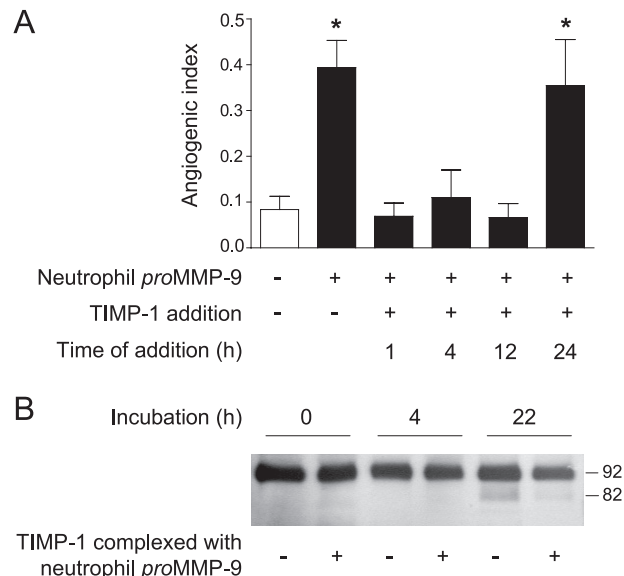 A
Angiogenic index
0.5
0.4
0.3
0.2
0.1
0.0
* *
Neutrophil proMMP-9 - + + + + +
TIMP-1 addition - - + + + +
Time of addition (h) 1 4 12 24
B
Incubation (h) 0 4 22
92
82
TIMP-1 complexed with
neutrophil proMMP-9 - + - + - +